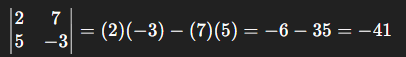 |2 7; 5 −3| = (2)(−3) − (7)(5) = −6 − 35 = −41